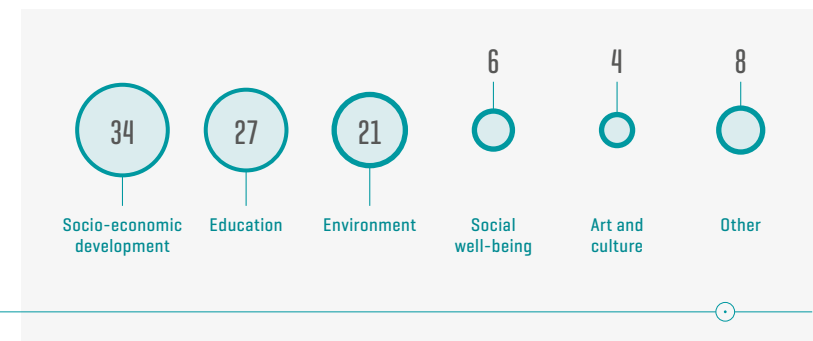 6
4
8
34
27
21
Socio-economic
development
Education
Environment
Social
well-being
Art and
culture
Other